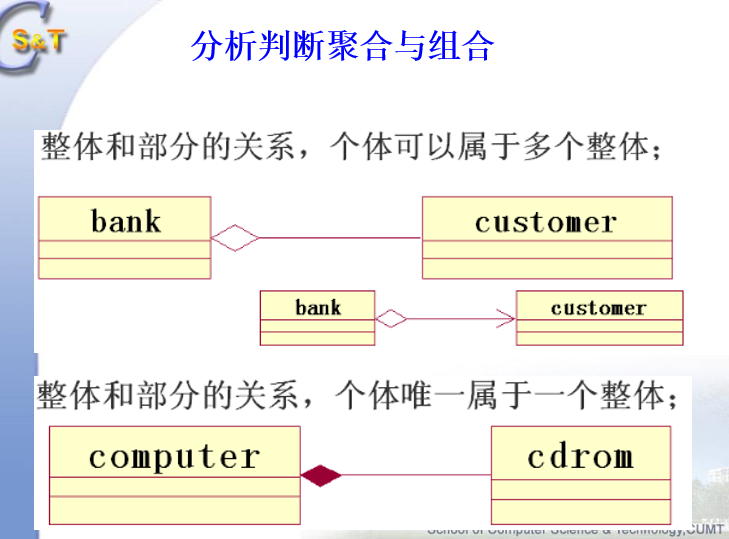 S&T
分析判断聚合与组合
整体和部分的关系，个体可以属于多个整体；
bank
customer
bank
customer
整体和部分的关系，个体唯一属于一个整体；
computer
cdrom
School of Computer Science & Technology,CUMT